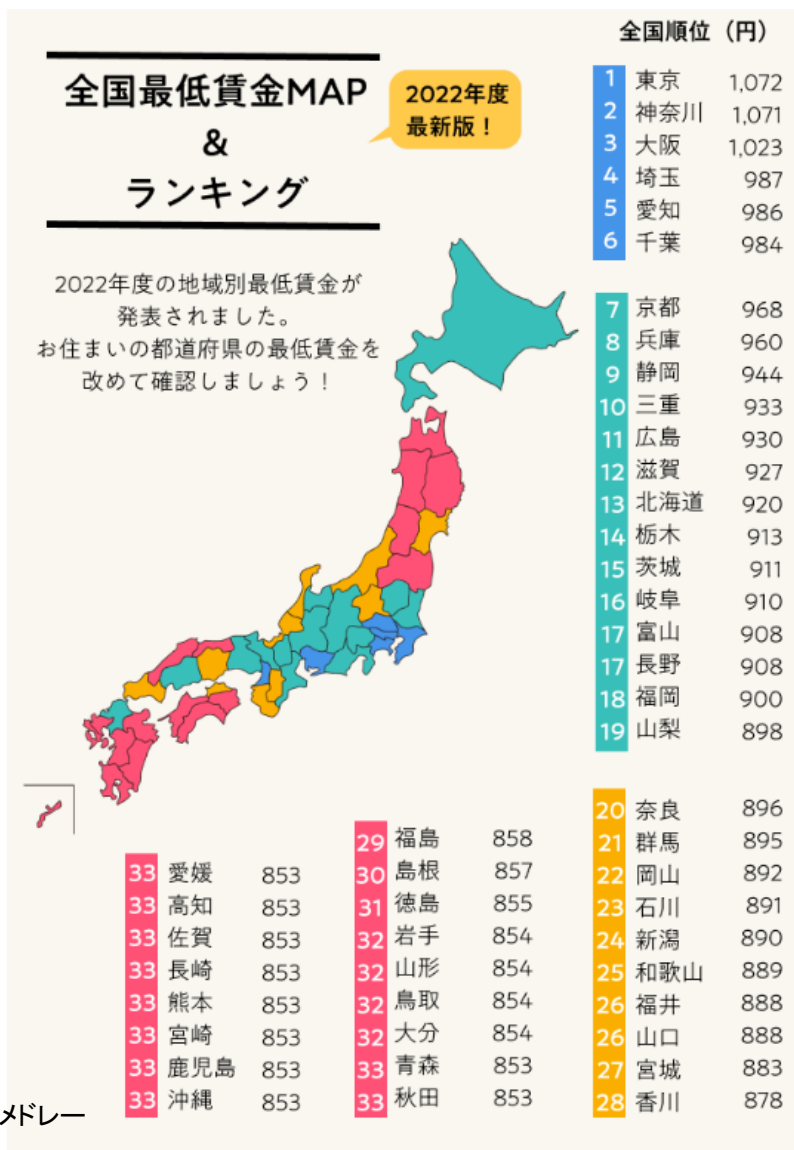 全国最低賃金MAP
&
ランキング
2022年度
最新版！
2022年度の地域別最低賃金が
発表されました。
お住まいの都道府県の最低賃金を
改めて確認しましょう！
全国順位（円）
1 東京 1,072
2 神奈川 1,071
3 大阪 1,023
4 埼玉 987
5 愛知 986
6 千葉 984
7 京都 968
8 兵庫 960
9 静岡 944
10 三重 933
11 広島 930
12 滋賀 927
13 北海道 920
14 栃木 913
15 茨城 911
16 岐阜 910
17 富山 908
17 長野 908
18 福岡 900
19 山梨 898
20 奈良 896
21 群馬 895
22 岡山 892
23 石川 891
24 新潟 890
25 和歌山 889
26 福井 888
26 山口 888
27 宮城 883
28 香川 878
29 福島 858
30 島根 857
31 徳島 855
32 岩手 854
32 山形 854
32 鳥取 854
32 大分 854
33 青森 853
33 秋田 853
33 愛媛 853
33 高知 853
33 佐賀 853
33 長崎 853
33 熊本 853
33 宮崎 853
33 鹿児島 853
33 沖縄 853
メドレー